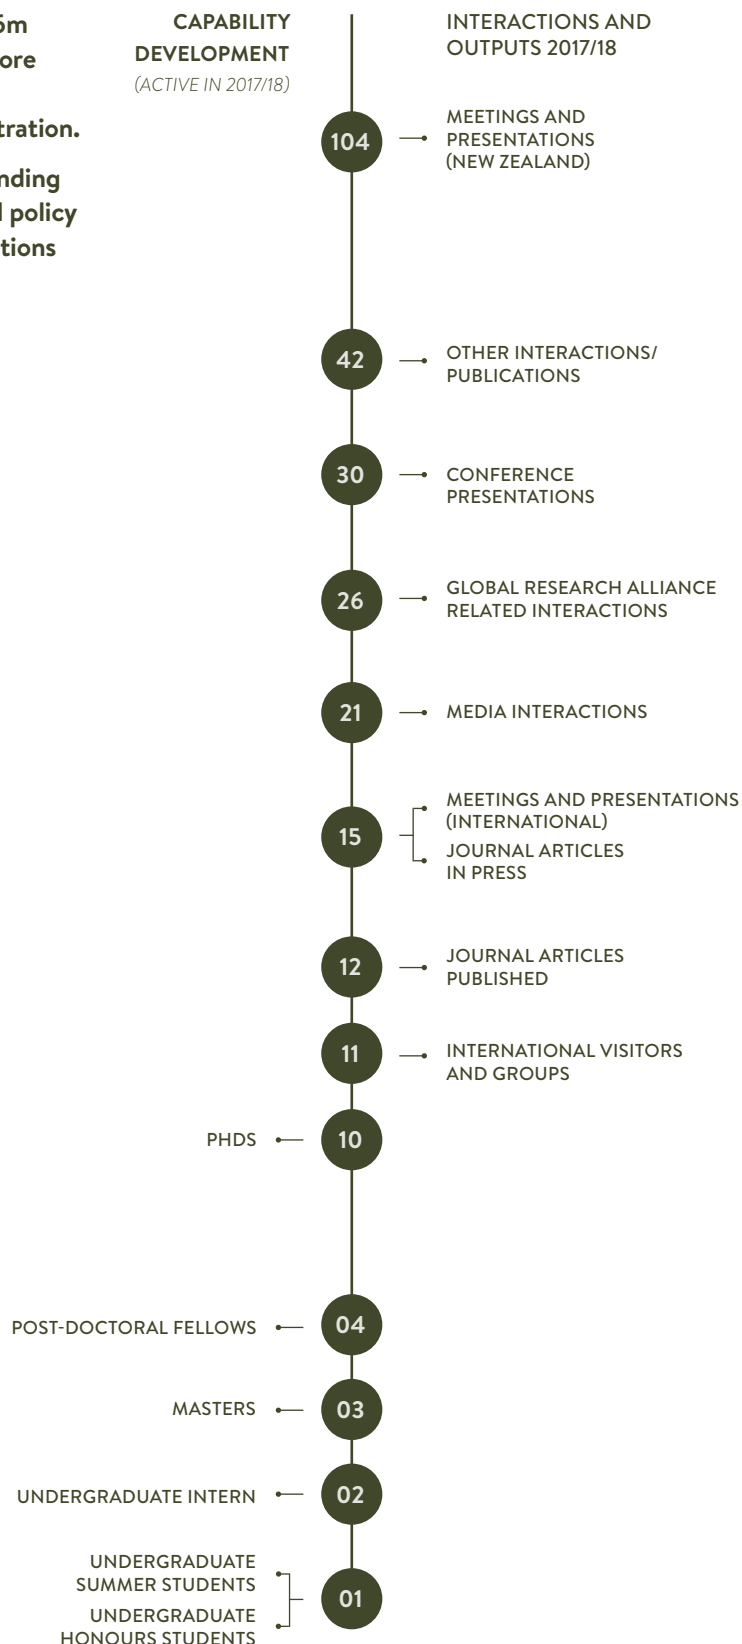 CAPABILITY
DEVELOPMENT
(ACTIVE IN 2017/18)
INTERACTIONS AND
OUTPUTS 2017/18
ore
nding
policy
104
MEETINGS AND
PRESENTATIONS
(NEW ZEALAND)
42
OTHER INTERACTIONS/
PUBLICATIONS
30
CONFERENCE
PRESENTATIONS
26
GLOBAL RESEARCH ALLIANCE
RELATED INTERACTIONS
21
MEDIA INTERACTIONS
15
MEETINGS AND PRESENTATIONS
(INTERNATIONAL)
JOURNAL ARTICLES
IN PRESS
12
JOURNAL ARTICLES
PUBLISHED
11
INTERNATIONAL VISITORS
AND GROUPS
PHDS
10
POST-DOCTORAL FELLOWS
04
MASTERS
03
UNDERGRADUATE INTERN
02
UNDERGRADUATE
SUMMER STUDENTS
UNDERGRADUATE
HONOURS STUDENTS
01